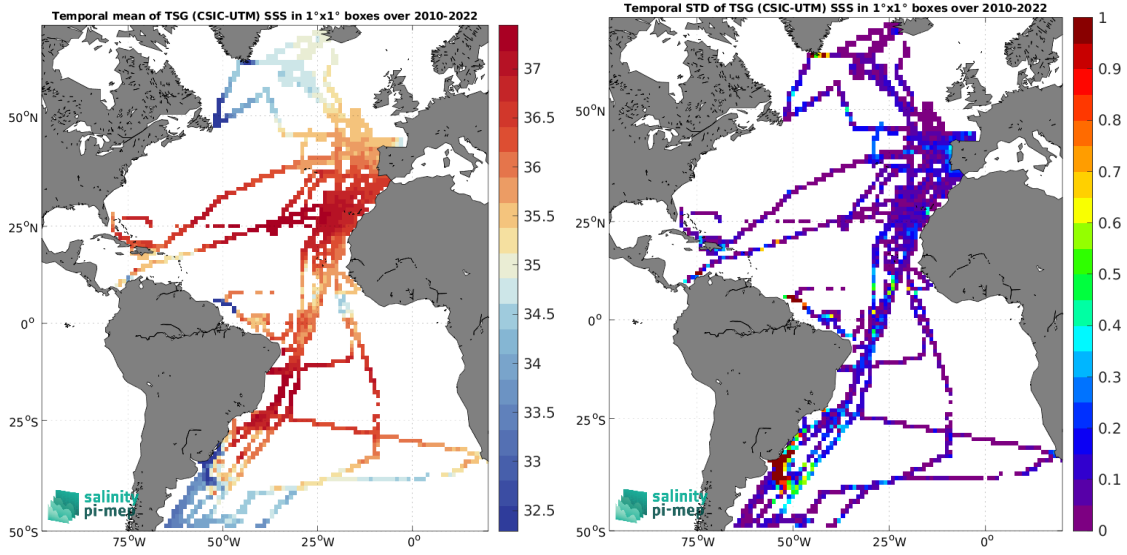 Temporal mean of TSG (CSIC-UTM) SSS in 1°x1° boxes over 2010-2022
50°N
25°N
0°
25°S
50°S
75°W
50°W
25°W
0°W
37
36.5
36
35.5
35
34.5
34
33.5
33
32.5
salinity
pi-mep
Temporal STD of TSG (CSIC-UTM) SSS in 1°x1° boxes over 2010-2022
50°N
25°N
0°
25°S
50°S
75°W
50°W
25°W
0°W
1
0.9
0.8
0.7
0.6
0.5
0.4
0.3
0.2
0.1
0
salinity
pi-mep